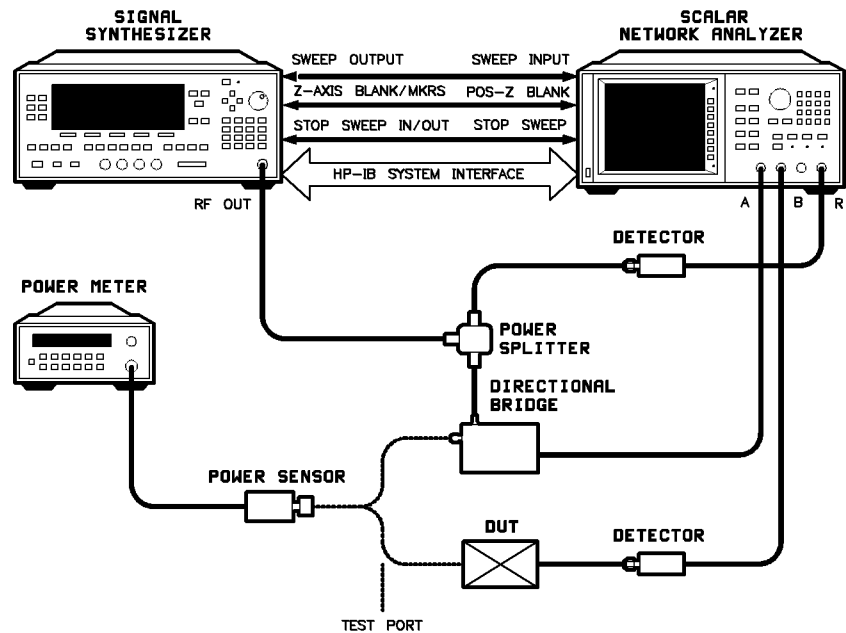 SIGNAL
SYNTHESIZER
SCALAR
NETWORK ANALYZER
SWEEP OUTPUT SWEEP INPUT
Z-AXIS BLANK/MKRS POS-Z BLANK
STOP SWEEP IN/OUT STOP SWEEP
HP-IB SYSTEM INTERFACE
RF OUT
A B R
DETECTOR
POWER METER
POWER
SPLITTER
DIRECTIONAL
BRIDGE
POWER SENSOR
DUT
DETECTOR
TEST PORT